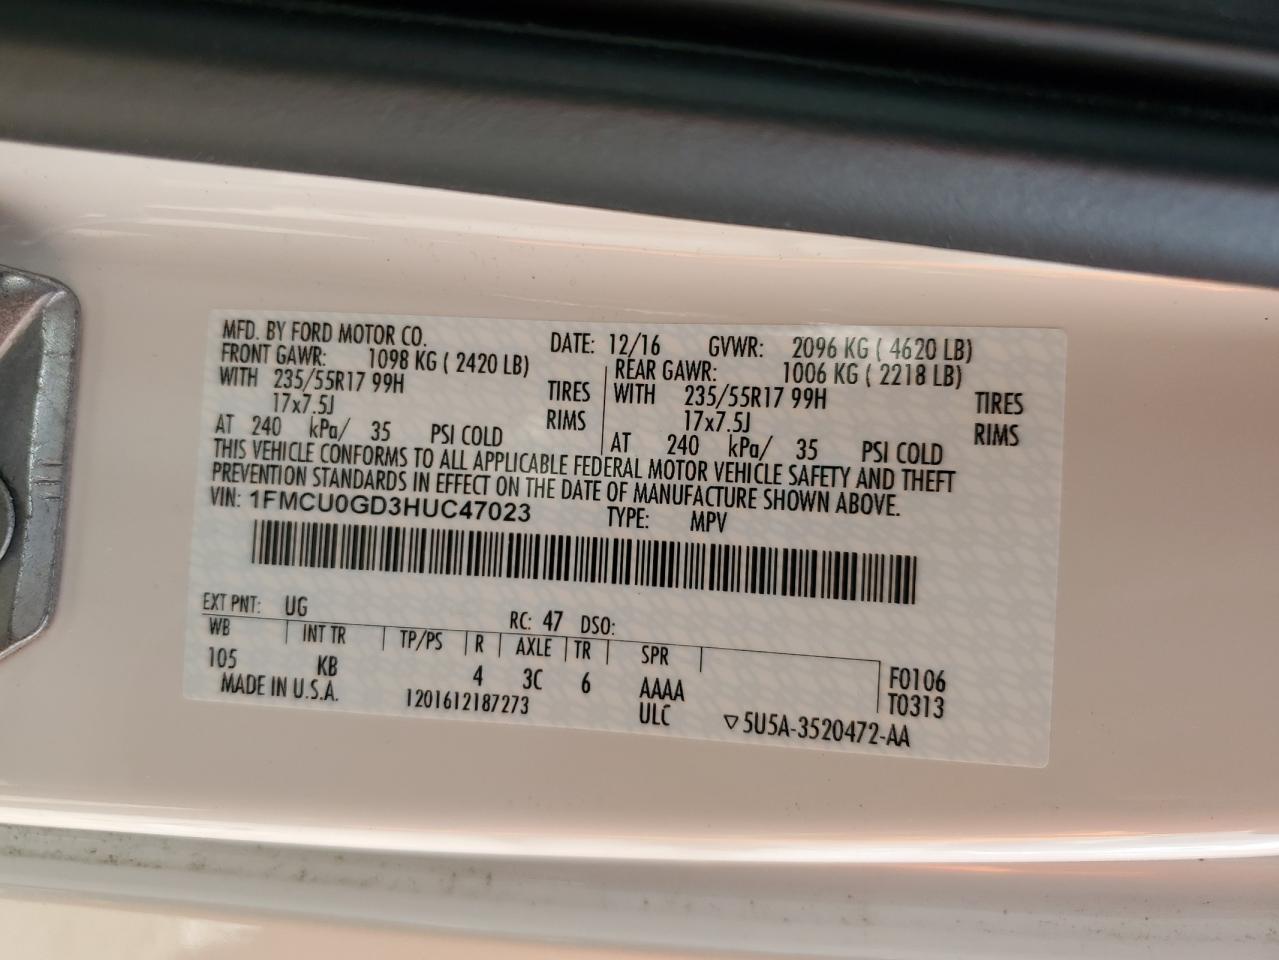 MFD. BY FORD MOTOR CO. DATE: 12/16 GVWR: 2096 KG ( 4620 LB)
FRONT GAWR: 1098 KG ( 2420 LB) REAR GAWR: 1006 KG ( 2218 LB)
WITH 235/55R17 99H TIRES WITH 235/55R17 99H TIRES
17x7.5J RIMS 17x7.5J RIMS
AT 240 kPa/ 35 PSI COLD AT 240 kPa/ 35 PSI COLD
THIS VEHICLE CONFORMS TO ALL APPLICABLE FEDERAL MOTOR VEHICLE SAFETY AND THEFT
PREVENTION STANDARDS IN EFFECT ON THE DATE OF MANUFACTURE SHOWN ABOVE.
VIN: 1FMCU0GD3HUC47023 TYPE: MPV
EXT PNT: UG RC: 47 DSO:
WB INT TR TP/PS R AXLE TR SPR
105 KB 4 3C 6 AAAA F0106
MADE IN U.S.A. 1201612187273 ULC T0313
▽5U5A-3520472-AA